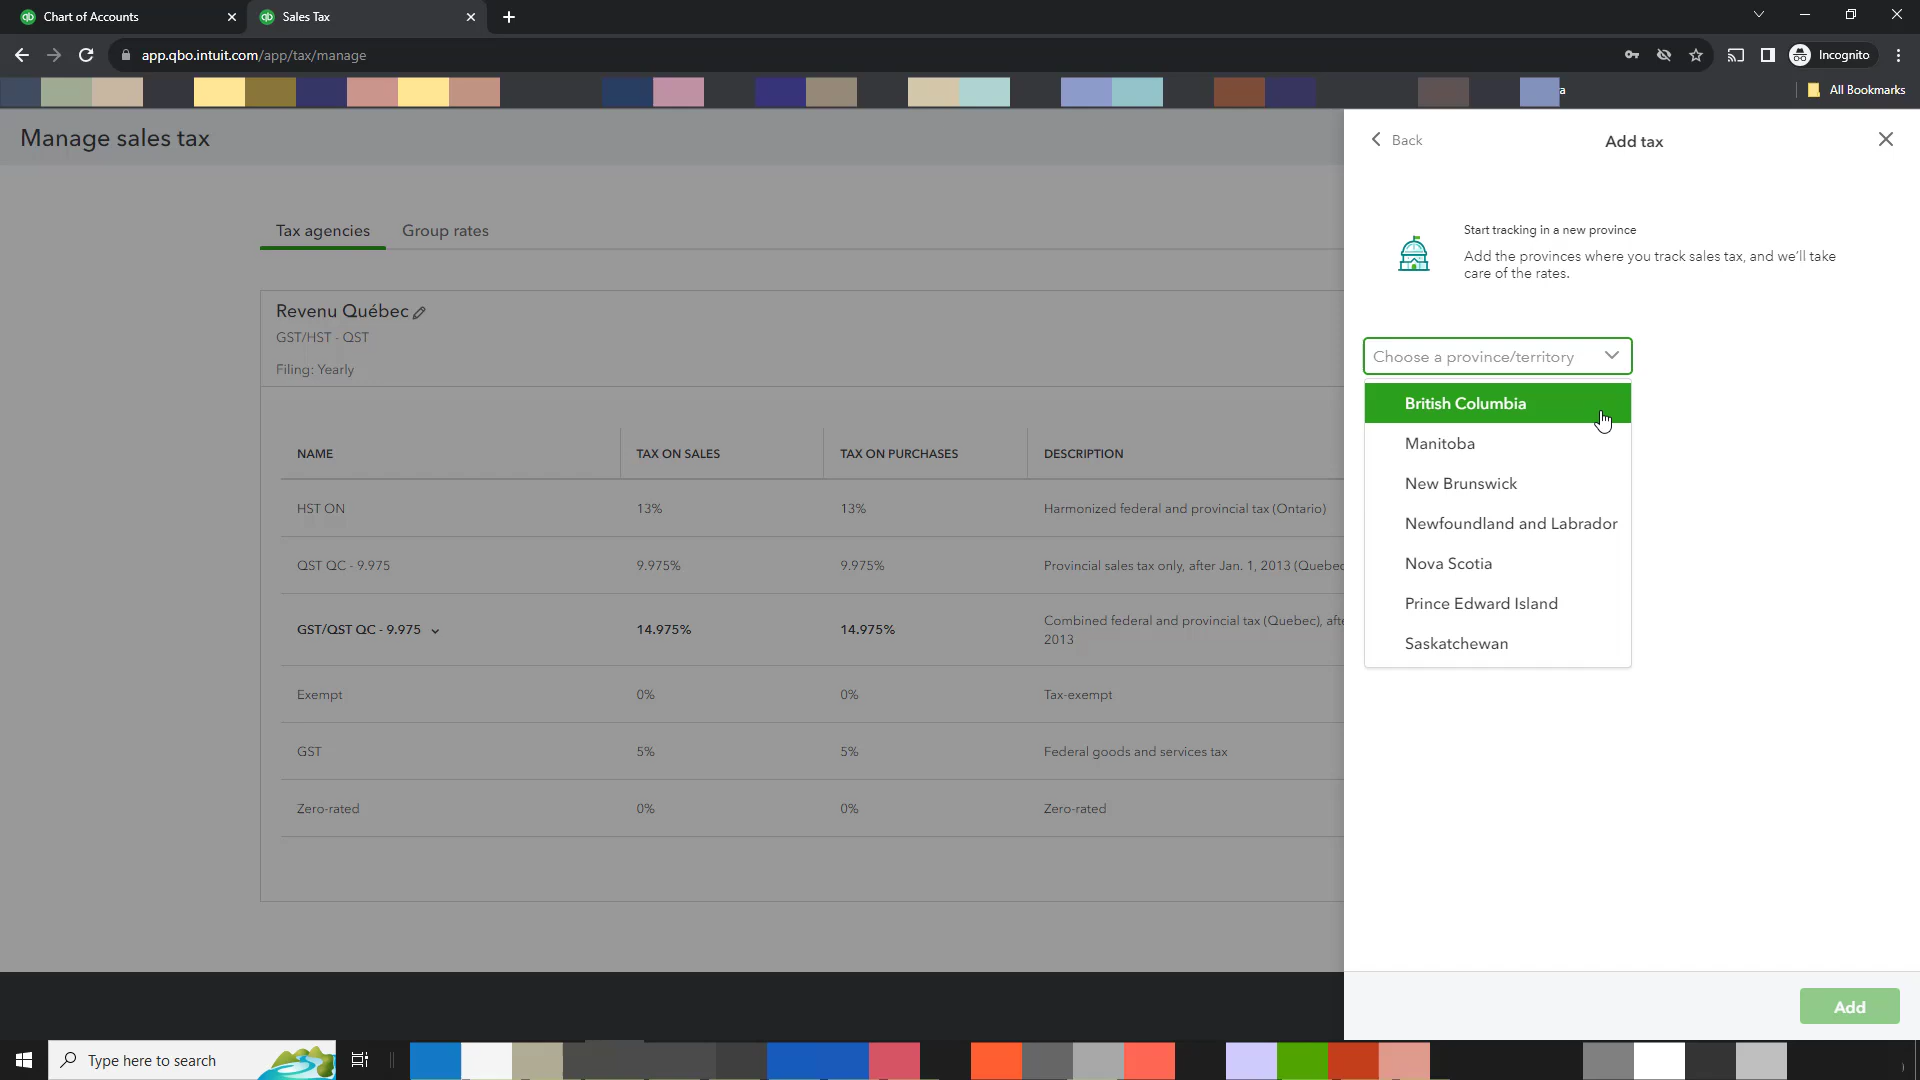 Chart of Accounts
Sales Tax
app.qbo.intuit.com/app/tax/manage
Incognito
a
All Bookmarks
Manage sales tax
Back
Add tax
Start tracking in a new province
Add the provinces where you track sales tax, and we'll take
care of the rates.
Tax agencies
Group rates
Revenu Québec
GST/HST - QST
Filing: Yearly
Choose a province/territory
British Columbia
Manitoba
New Brunswick
Newfoundland and Labrador
Nova Scotia
Prince Edward Island
Saskatchewan
NAME TAX ON SALES TAX ON PURCHASES DESCRIPTION
HST ON 13% 13% Harmonized federal and provincial tax (Ontario)
QST QC - 9.975 9.975% 9.975% Provincial sales tax only, after Jan. 1, 2013 (Quebec
GST/QST QC - 9.975 14.975% 14.975% Combined federal and provincial tax (Quebec), afte
2013
Exempt 0% 0% Tax-exempt
GST 5% 5% Federal goods and services tax
Zero-rated 0% 0% Zero-rated
Add
Type here to search